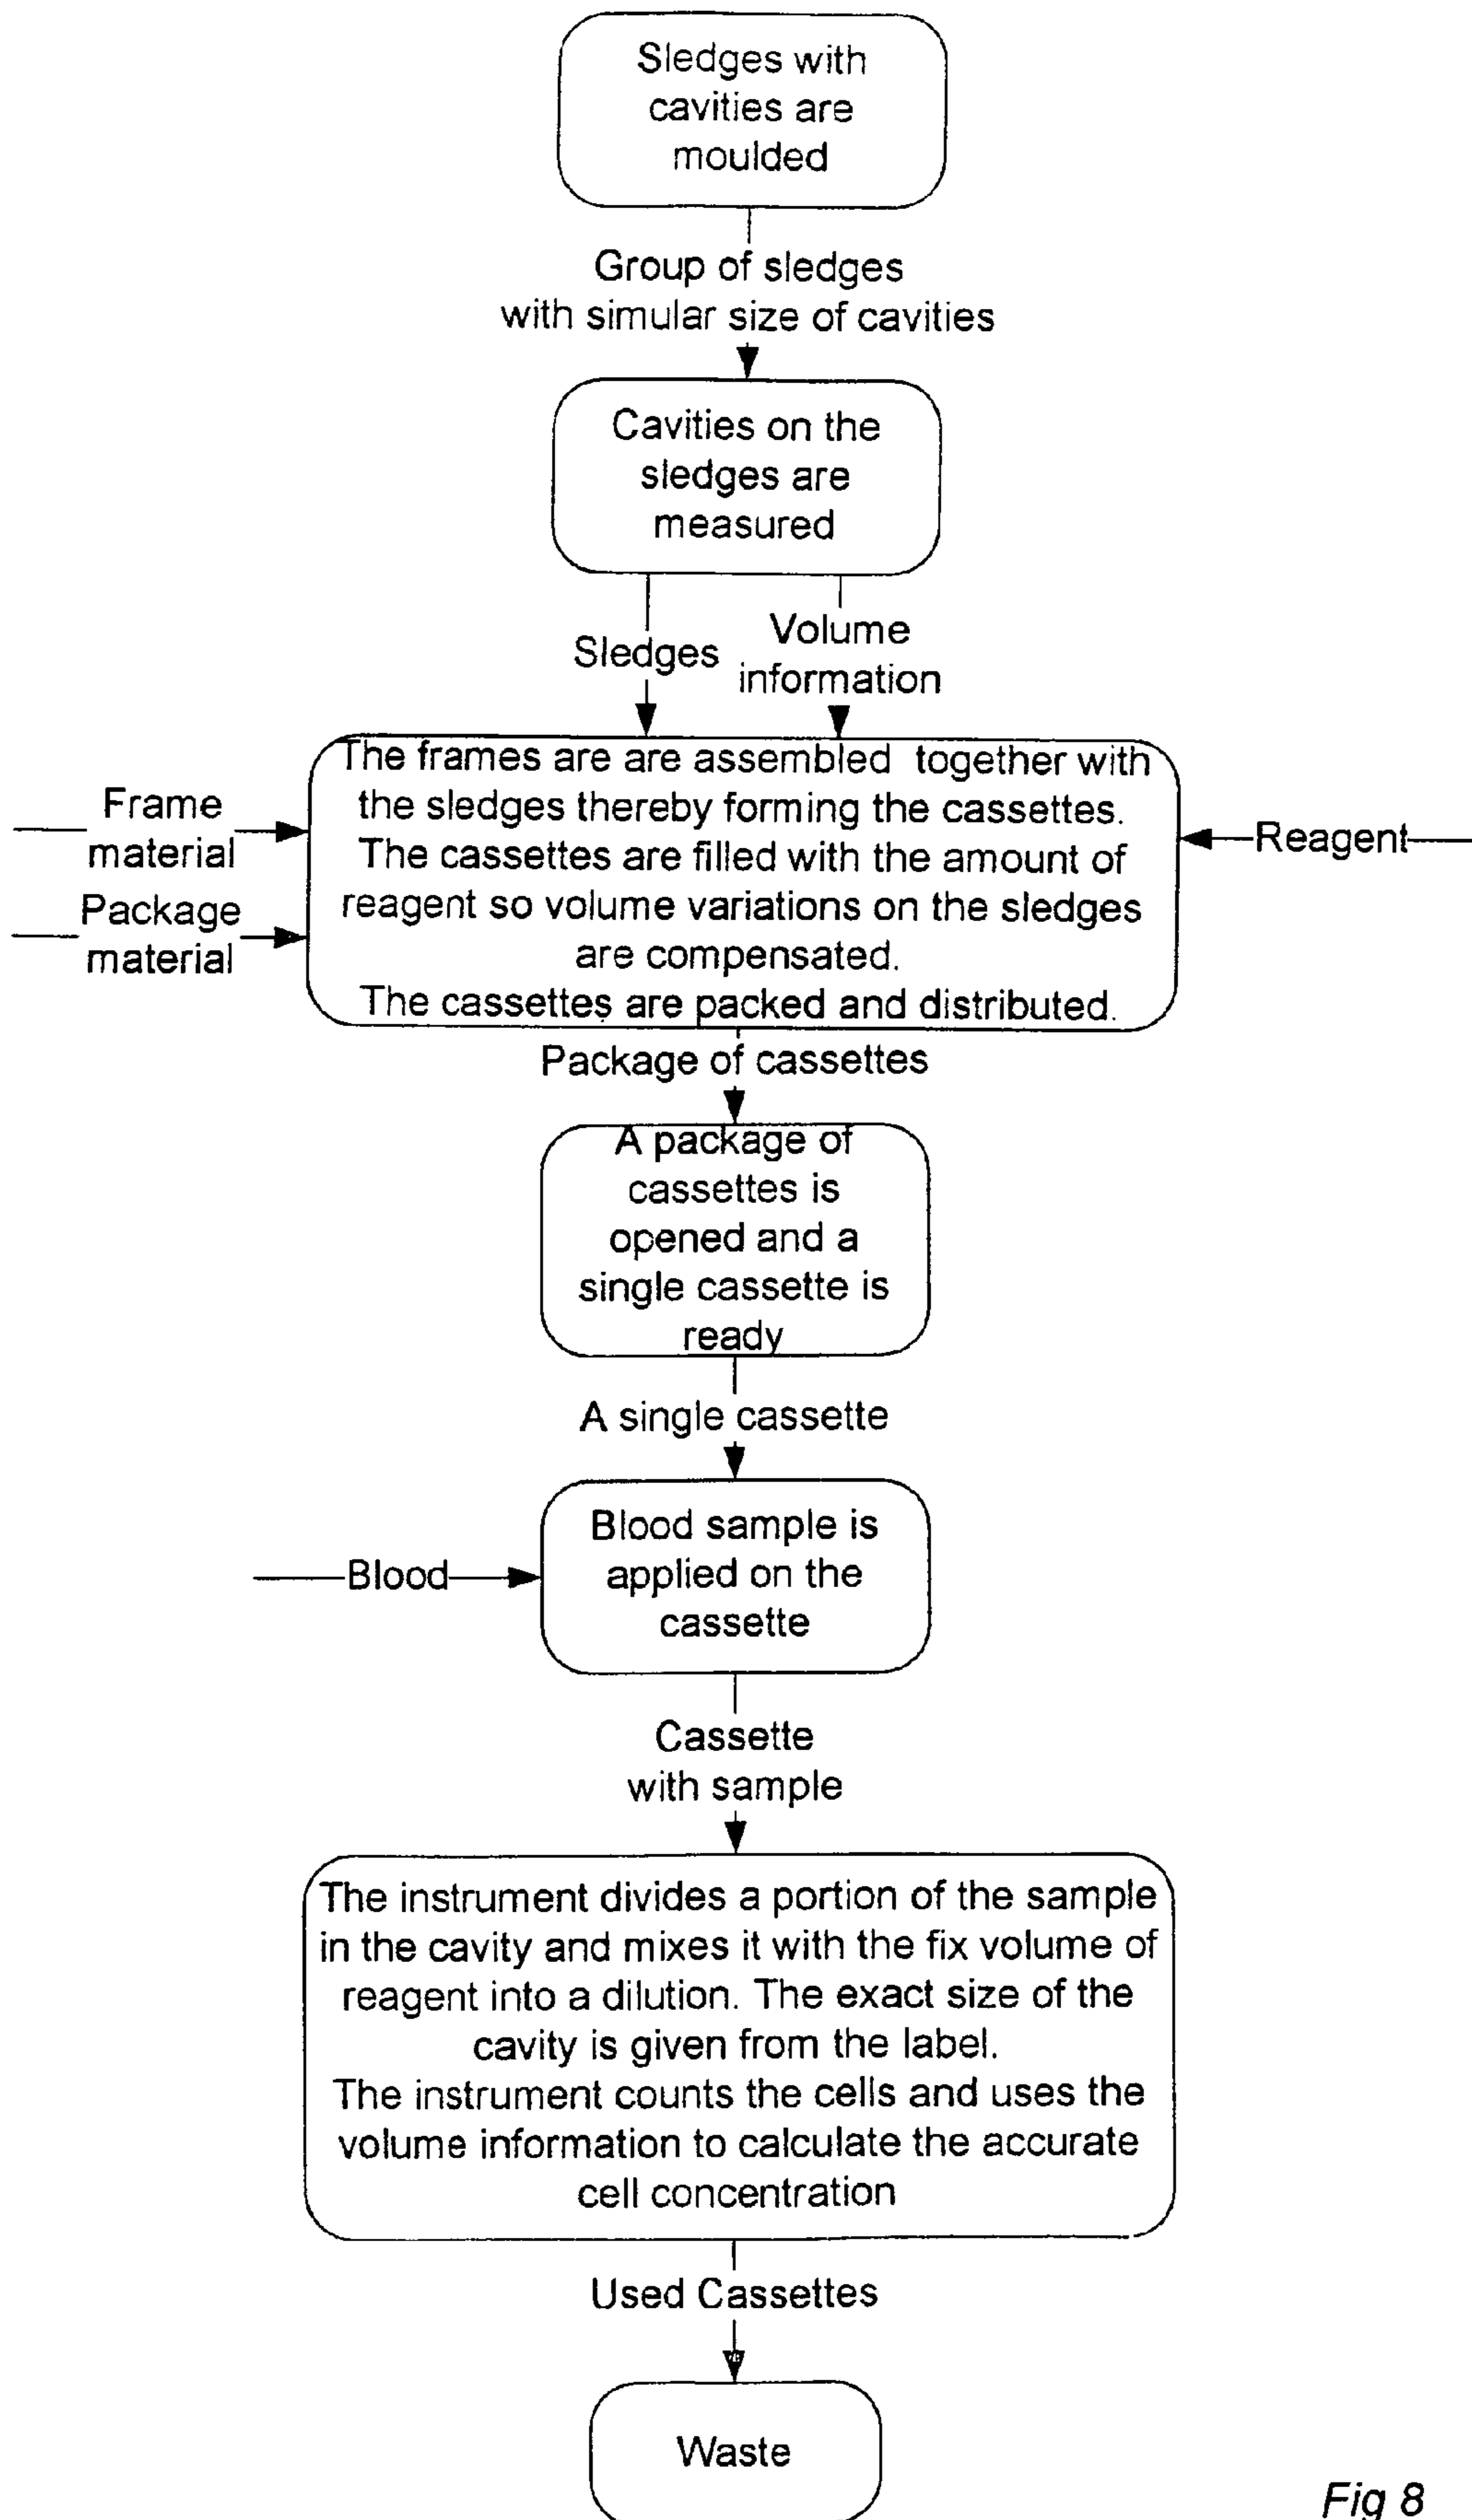 Sledges with
cavities are
moulded
Group of sledges
with simular size of cavities
Cavities on the
sledges are
measured
Sledges
Volume
information
The frames are are assembled together with
the sledges thereby forming the cassettes.
The cassettes are filled with the amount of
reagent so volume variations on the sledges
are compensated.
The cassettes are packed and distributed.
Frame
material
Package
material
Reagent
Package of cassettes
A package of
cassettes is
opened and a
single cassette is
ready
A single cassette
Blood sample is
applied on the
cassette
Blood
Cassette
with sample
The instrument divides a portion of the sample
in the cavity and mixes it with the fix volume of
reagent into a dilution. The exact size of the
cavity is given from the label.
The instrument counts the cells and uses the
volume information to calculate the accurate
cell concentration
Used Cassettes
Waste
Fig 8